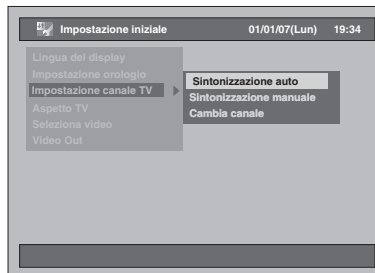 Impostazione iniziale 01/01/07(Lun) 19:34
Lingua del display
Impostazione orologio
Impostazione canale TV
Aspetto TV
Seleziona video
Video Out
Sintonizzazione auto
Sintonizzazione manuale
Cambia canale